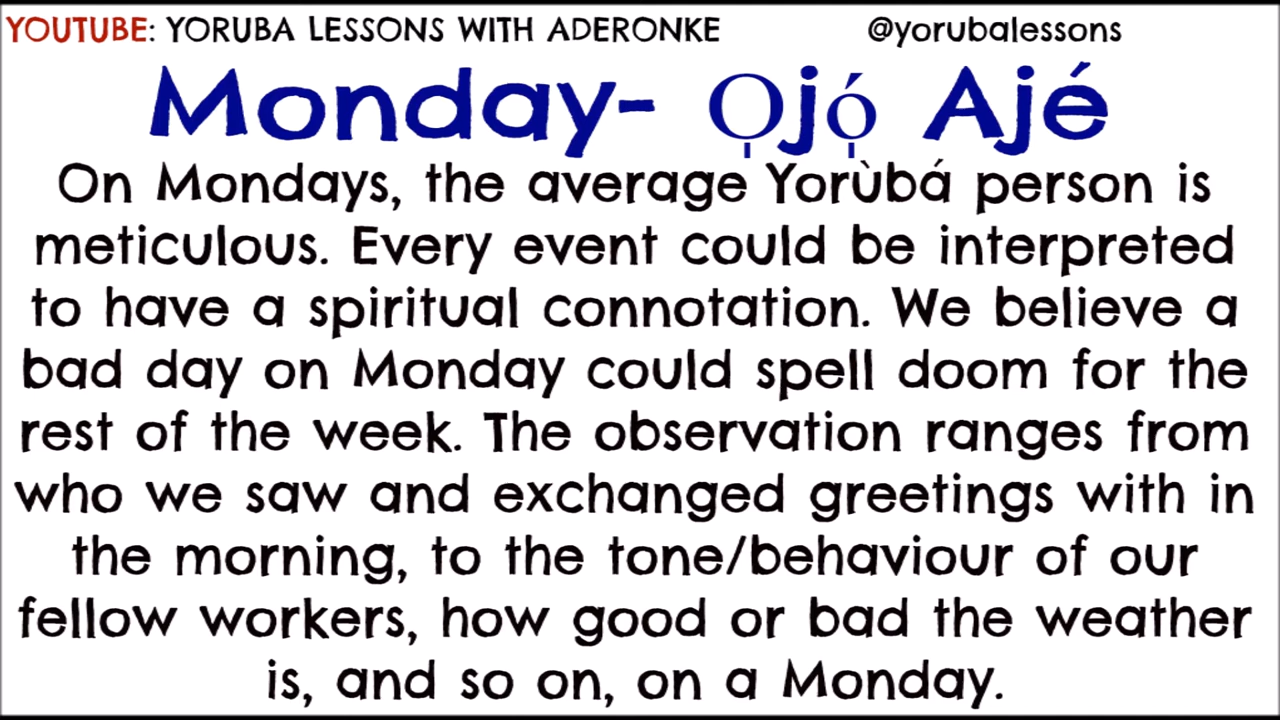 YOUTUBE: YORUBA LESSONS WITH ADERONKE @yorubalessons
Monday- Ọjọ́ Ajé
On Mondays, the average Yorùbá person is
meticulous. Every event could be interpreted
to have a spiritual connotation. We believe a
bad day on Monday could spell doom for the
rest of the week. The observation ranges from
who we saw and exchanged greetings with in
the morning, to the tone/behaviour of our
fellow workers, how good or bad the weather
is, and so on, on a Monday.